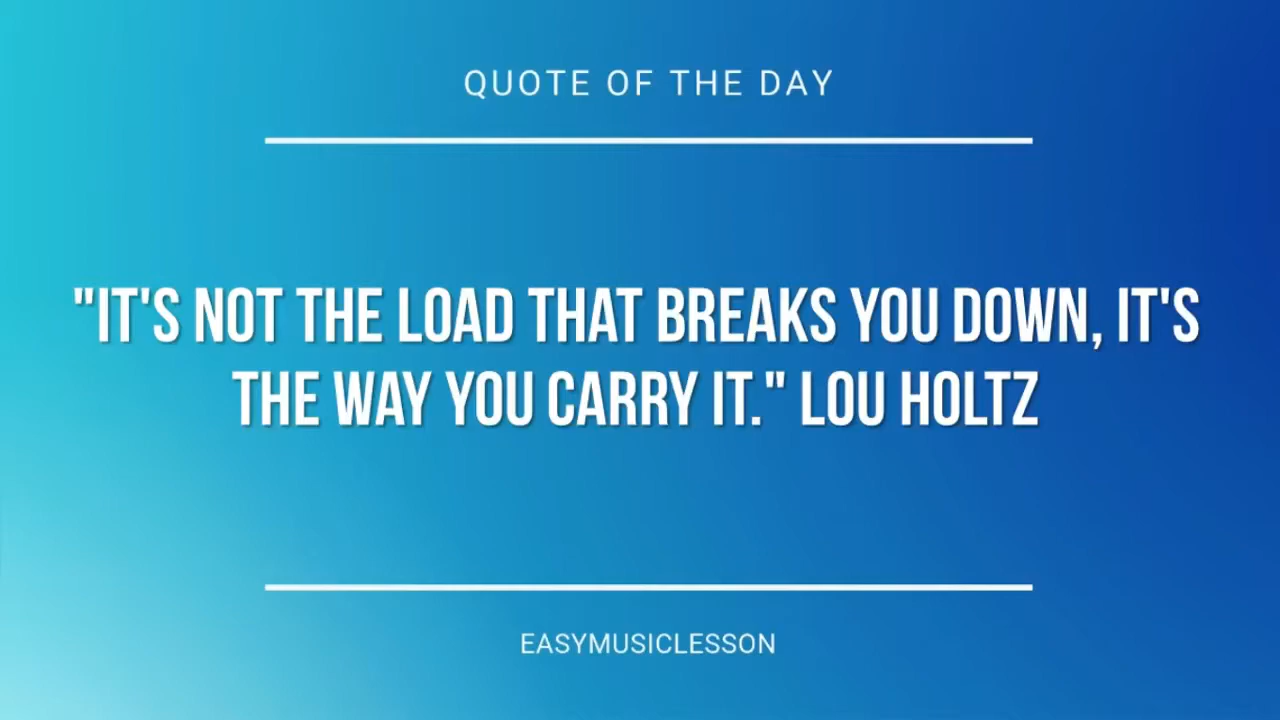 QUOTE OF THE DAY
"IT'S NOT THE LOAD THAT BREAKS YOU DOWN, IT'S
THE WAY YOU CARRY IT." LOU HOLTZ
EASYMUSICLESSON